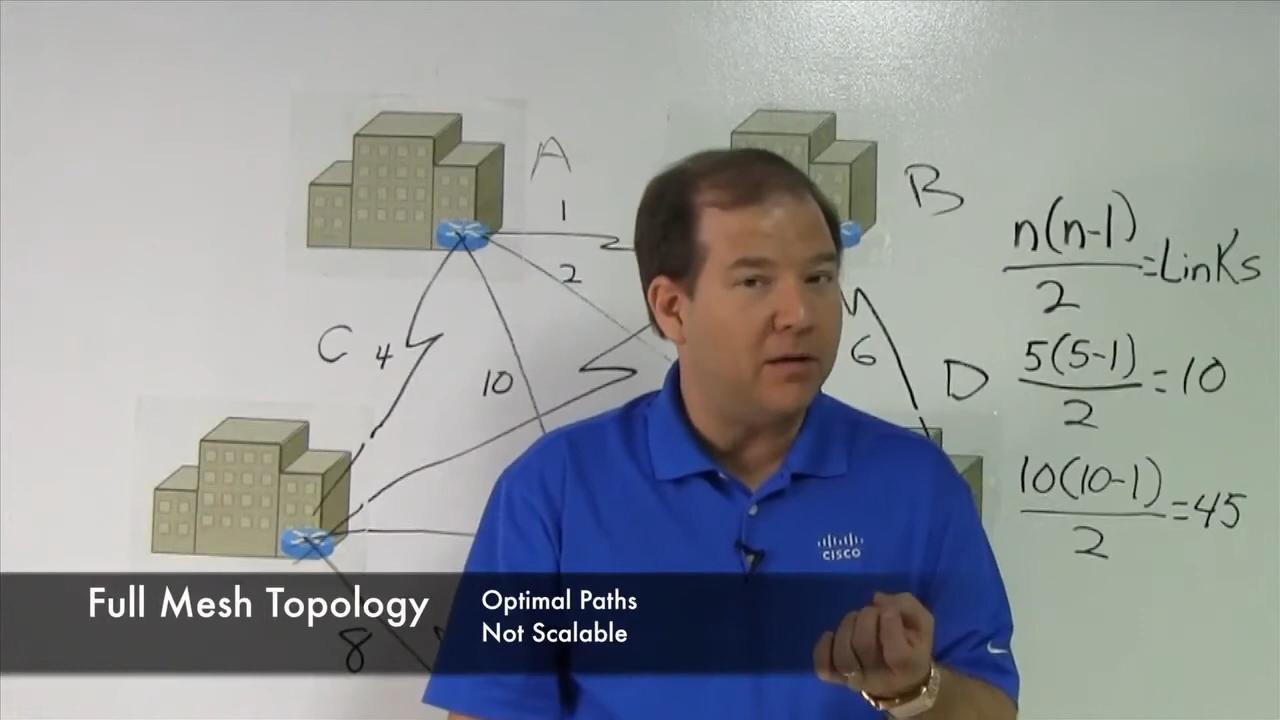 A
B
1
2
C
4
10
6
D
8
n(n-1)
2
=Links
5(5-1)
2
=10
10(10-1)
2
=45
CISCO
Full Mesh Topology
Optimal Paths
Not Scalable